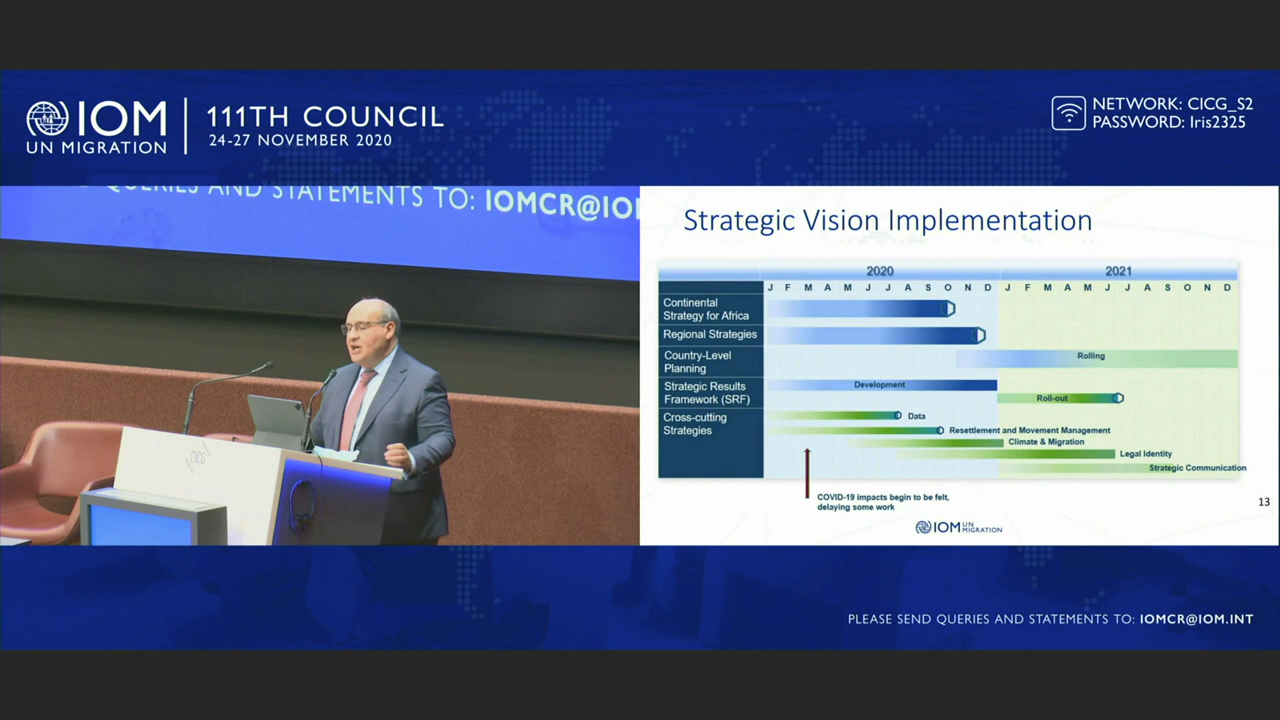 IOM
UN MIGRATION
111TH COUNCIL
24-27 NOVEMBER 2020
NETWORK: CICG_S2
PASSWORD: Iris2325
QUERIES AND STATEMENTS TO: IOMCR@IO
CICG
Strategic Vision Implementation
2020 2021
J F M A M J J A S O N D J F M A M J J A S O N D
Continental
Strategy for Africa
Regional Strategies
Country-Level
Planning
Rolling
Strategic Results
Framework (SRF)
Development
Roll-out
Cross-cutting
Strategies
Data
Resettlement and Movement Management
Climate & Migration
Legal Identity
Strategic Communication
COVID-19 impacts begin to be felt,
delaying some work
13
IOM UN
MIGRATION
PLEASE SEND QUERIES AND STATEMENTS TO: IOMCR@IOM.INT